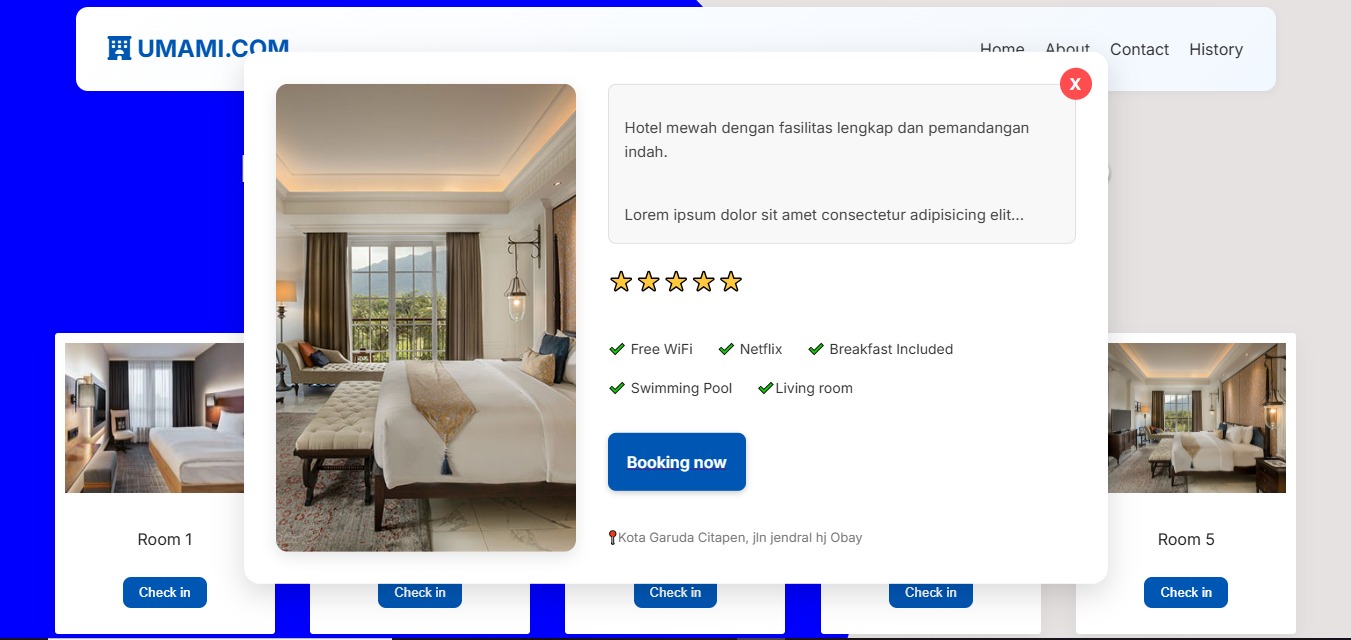 UMAMI.COM
Home About Contact History
X
Hotel mewah dengan fasilitas lengkap dan pemandangan
indah.
Lorem ipsum dolor sit amet consectetur adipisicing elit...
Free WiFi Netflix Breakfast Included
Swimming Pool Living room
Booking now
Kota Garuda Citapen, jln jendral hj Obay
Room 1
Room 5
Check in Check in Check in Check in Check in